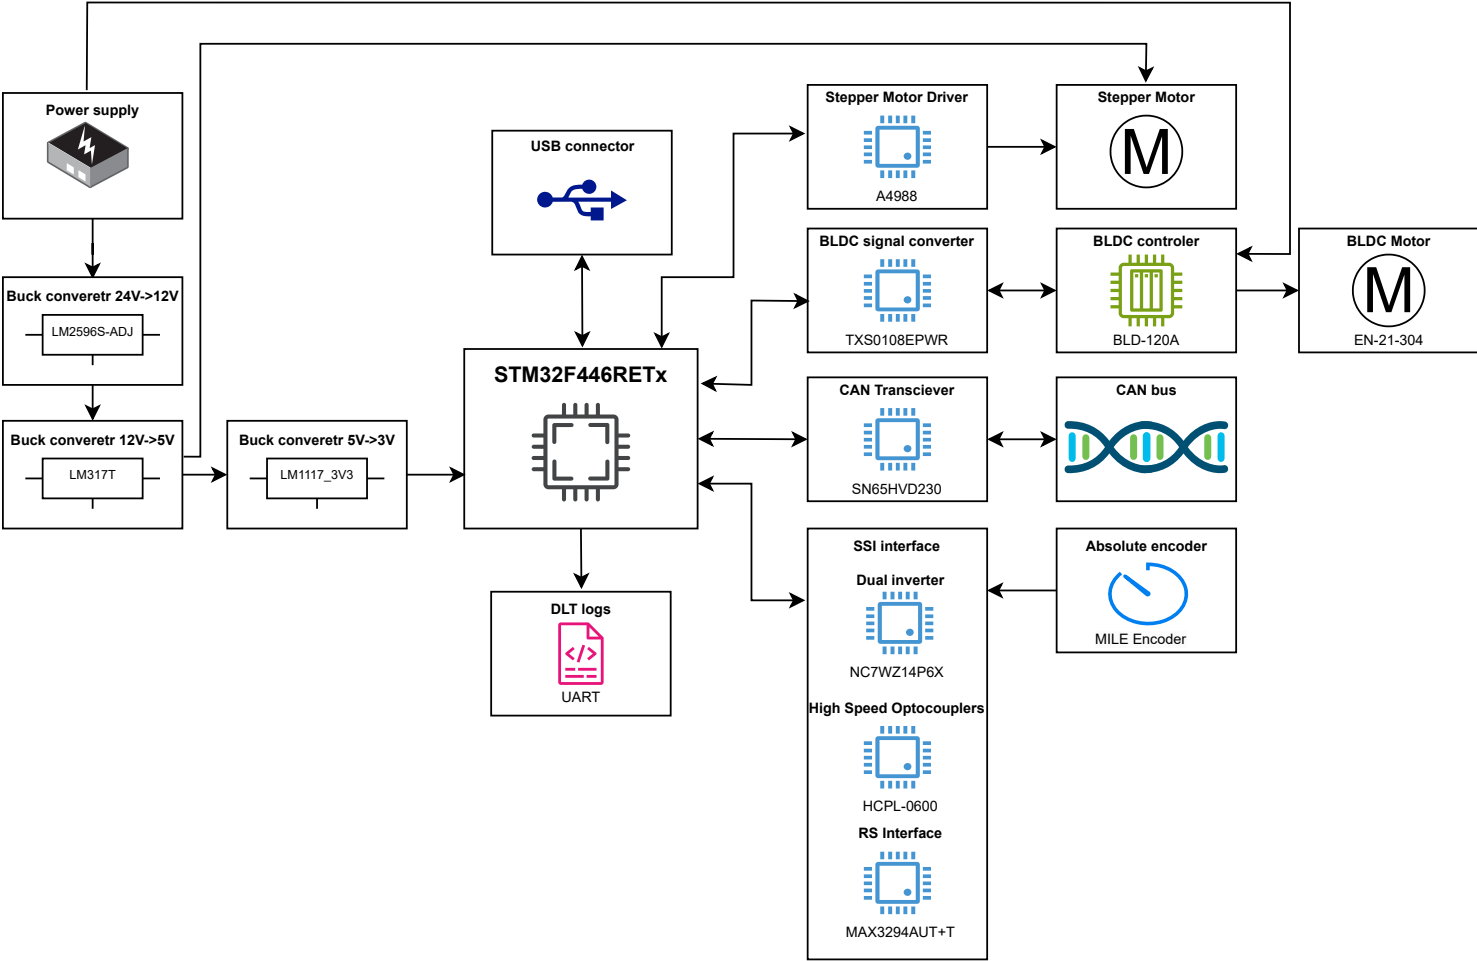 Power supply
Buck converetr 24V->12V
LM2596S-ADJ
Buck converetr 12V->5V
LM317T
Buck converetr 5V->3V
LM1117_3V3
USB connector
STM32F446RETx
DLT logs
UART
Stepper Motor Driver
A4988
Stepper Motor
M
BLDC signal converter
TXS0108EPWR
BLDC controler
BLD-120A
BLDC Motor
M
EN-21-304
CAN Transciever
SN65HVD230
CAN bus
SSI interface
Dual inverter
NC7WZ14P6X
High Speed Optocouplers
HCPL-0600
RS Interface
MAX3294AUT+T
Absolute encoder
MILE Encoder